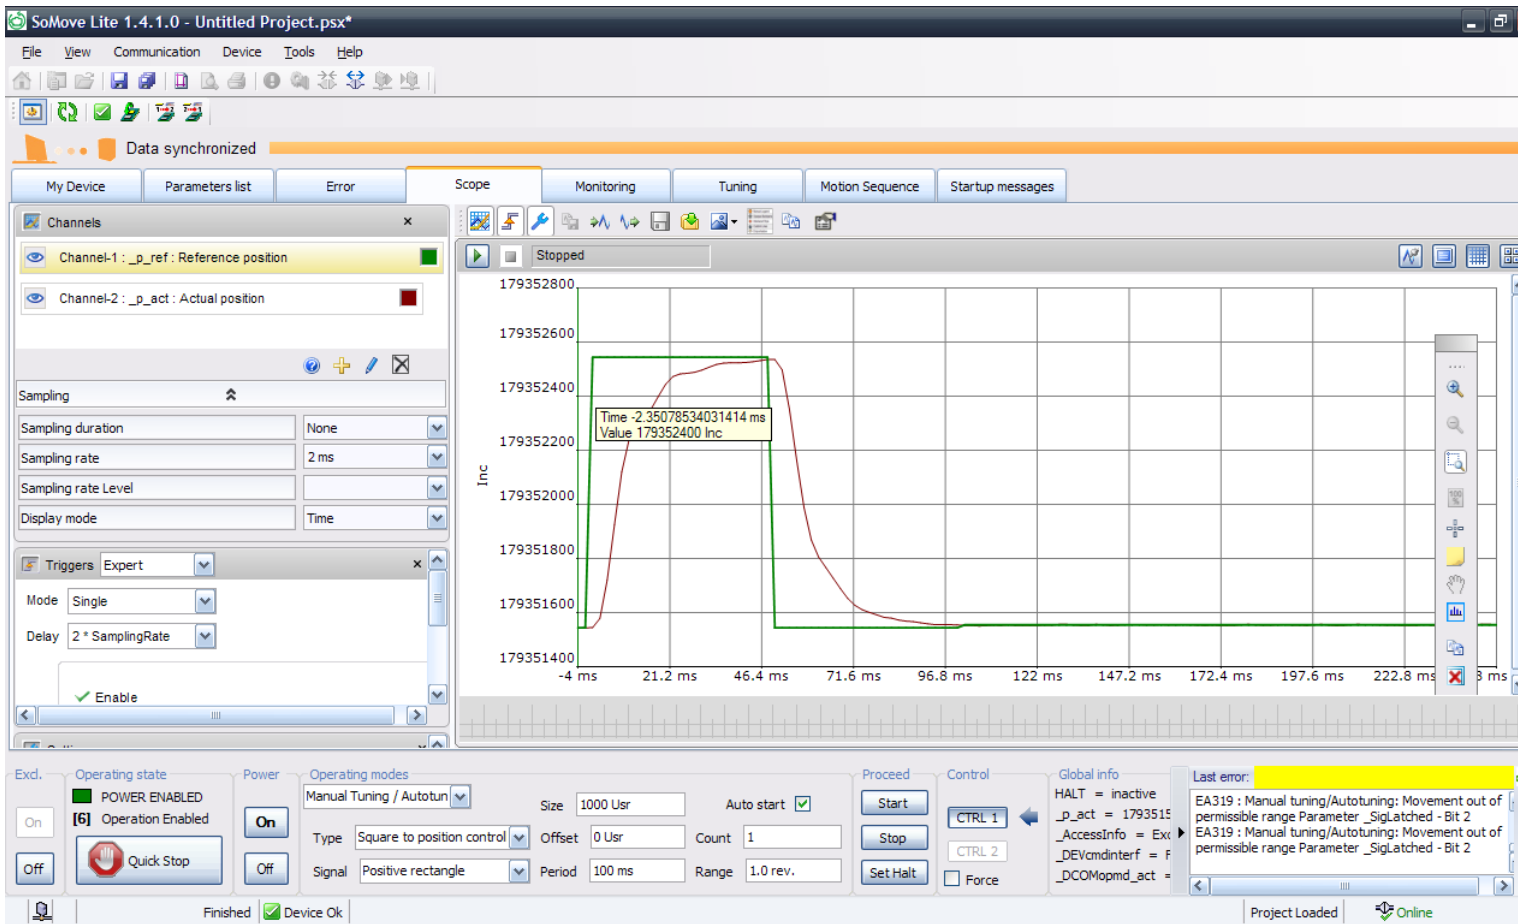 SoMove Lite 1.4.1.0 - Untitled Project.psx*
File View Communication Device Tools Help
Data synchronized
My Device Parameters list Error Scope Monitoring Tuning Motion Sequence Startup messages
Channels
Channel-1 : _p_ref : Reference position
Channel-2 : _p_act : Actual position
Sampling
Sampling duration None
Sampling rate 2 ms
Sampling rate Level
Display mode Time
Triggers Expert
Mode Single
Delay 2 * SamplingRate
Enable
Stopped
179352800
179352600
179352400
179352200
179352000
179351800
179351600
179351400
Inc
Time -2.35078534031414 ms
Value 179352400 Inc
-4 ms 21.2 ms 46.4 ms 71.6 ms 96.8 ms 122 ms 147.2 ms 172.4 ms 197.6 ms 222.8 ms 8 ms
100
%
Excl.
On
Off
Operating state
POWER ENABLED
[6] Operation Enabled
Quick Stop
Power
On
Off
Operating modes
Manual Tuning / Autotun
Type Square to position control
Signal Positive rectangle
Size 1000 Usr
Offset 0 Usr
Period 100 ms
Auto start
Count 1
Range 1.0 rev.
Proceed
Start
Stop
Set Halt
Control
CTRL 1
CTRL 2
Force
Global info
HALT = inactive
_p_act = 1793515
_AccessInfo = Exc
_DEVcmdinterf = F
_DCOMopmd_act =
Last error:
EA319 : Manual tuning/Autotuning: Movement out of
permissible range Parameter _SigLatched - Bit 2
EA319 : Manual tuning/Autotuning: Movement out of
permissible range Parameter _SigLatched - Bit 2
Finished Device Ok Project Loaded Online